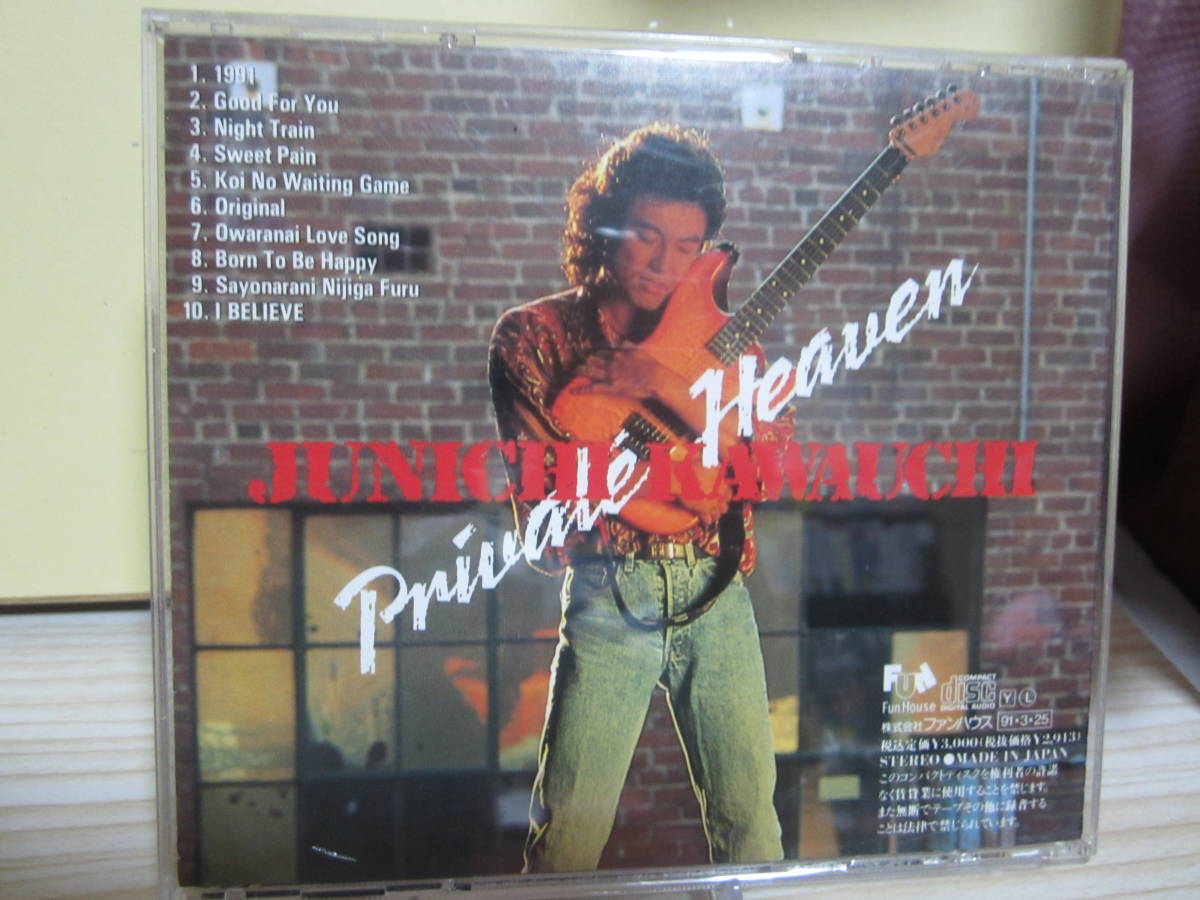 1. 1991
2. Good For You
3. Night Train
4. Sweet Pain
5. Koi No Waiting Game
6. Original
7. Owaranai Love Song
8. Born To Be Happy
9. Sayonarani Nijiga Furu
10. I BELIEVE
Private Heaven
JUNICHI KAWAUCHI
FUN
Fun House
COMPACT
disc
DIGITAL AUDIO
Y L
株式会社ファンハウス 91・3・25
税込定価¥3,000(税抜価格¥2,913)
STEREO●MADE IN JAPAN
このコンパクトディスクを権利者の許諾
なく賃貸業に使用することを禁じます。
また無断でテープその他に録音する
ことは法律で禁じられています。